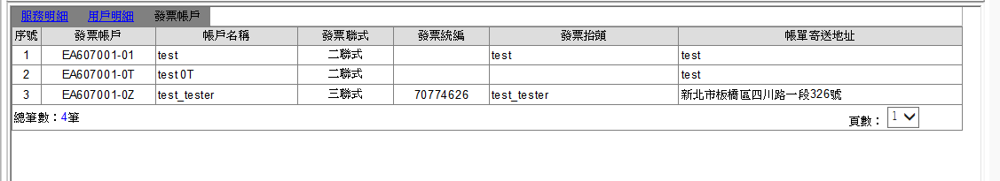 服務明細 用戶明細 發票帳戶
序號 發票帳戶 帳戶名稱 發票聯式 發票統編 發票抬頭 帳單寄送地址
1 EA607001-01 test 二聯式 test test
2 EA607001-0T test 0T 二聯式 test
3 EA607001-0Z test_tester 三聯式 70774626 test_tester 新北市板橋區四川路一段326號
總筆數：4筆 頁數： 1